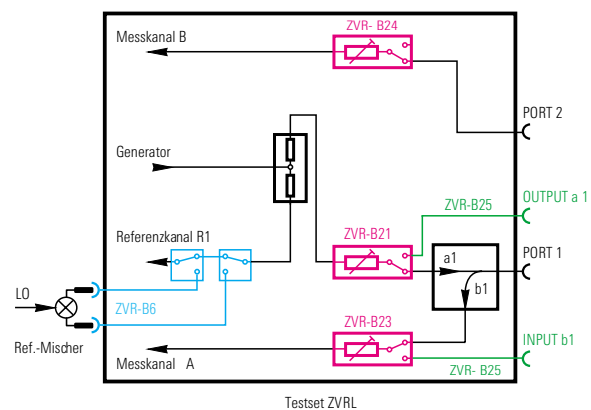 Messkanal B
ZVR- B24
PORT 2
Generator
OUTPUT a 1
ZVR-B25
Referenzkanal R1
ZVR-B21
PORT 1
a1
b1
LO
ZVR-B6
ZVR-B23
INPUT b1
Ref.-Mischer
Messkanal A
ZVR- B25
Testset ZVRL